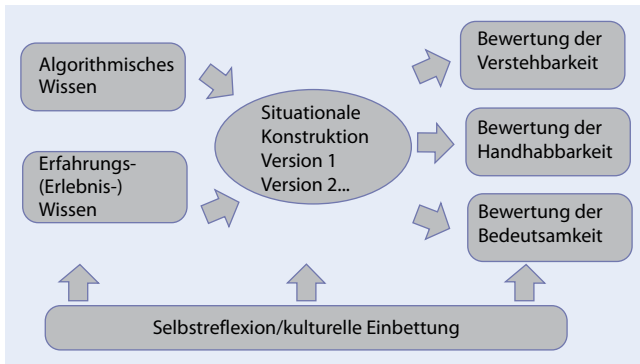 Algorithmisches
Wissen
Erfahrungs-
(Erlebnis-)
Wissen
Situationale
Konstruktion
Version 1
Version 2...
Bewertung der
Verstehbarkeit
Bewertung der
Handhabbarkeit
Bewertung der
Bedeutsamkeit
Selbstreflexion/kulturelle Einbettung